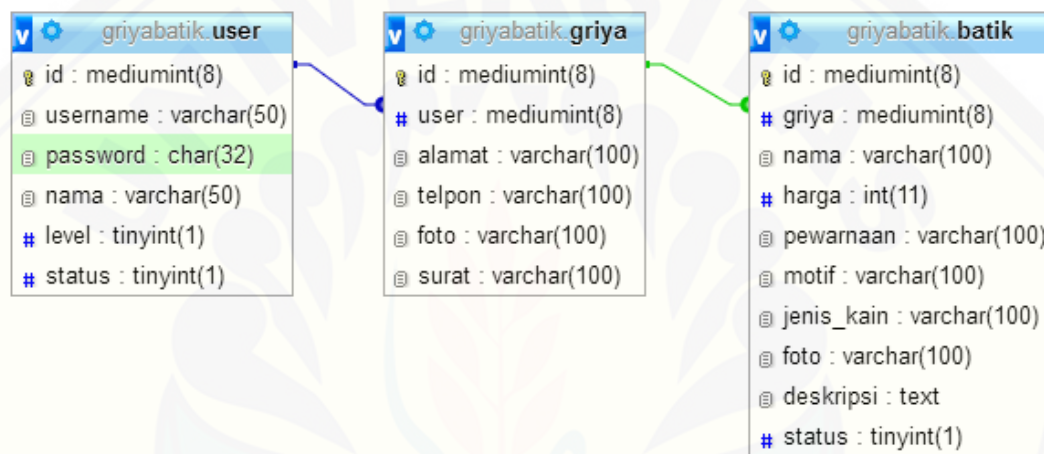 griyabatik.user
id : mediumint(8)
username : varchar(50)
password : char(32)
nama : varchar(50)
level : tinyint(1)
status : tinyint(1)
griyabatik.griya
id : mediumint(8)
user : mediumint(8)
alamat : varchar(100)
telpon : varchar(100)
foto : varchar(100)
surat : varchar(100)
griyabatik.batik
id : mediumint(8)
griya : mediumint(8)
nama : varchar(100)
harga : int(11)
pewarnaan : varchar(100)
motif : varchar(100)
jenis_kain : varchar(100)
foto : varchar(100)
deskripsi : text
status : tinyint(1)